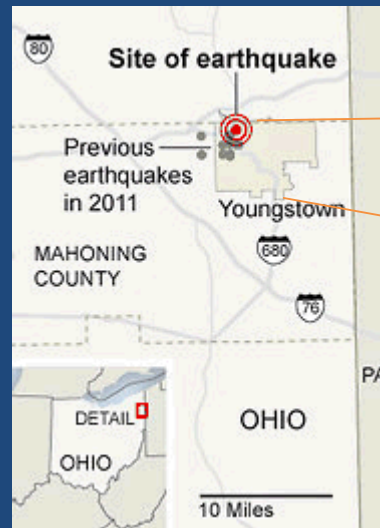 80
Site of earthquake
Previous
earthquakes
in 2011
Youngstown
680
MAHONING
COUNTY
76
PA
DETAIL
OHIO
OHIO
10 Miles